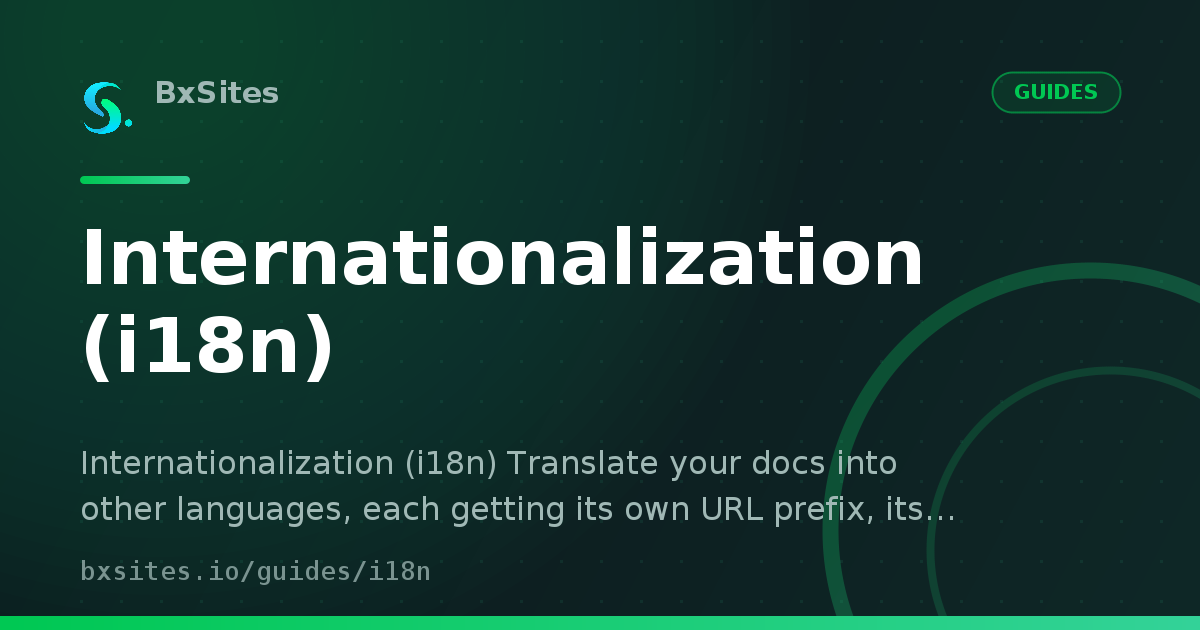 BxSites
GUIDES
Internationalization
(i18n)
Internationalization (i18n) Translate your docs into
other languages, each getting its own URL prefix, its...
bxsites.io/guides/i18n